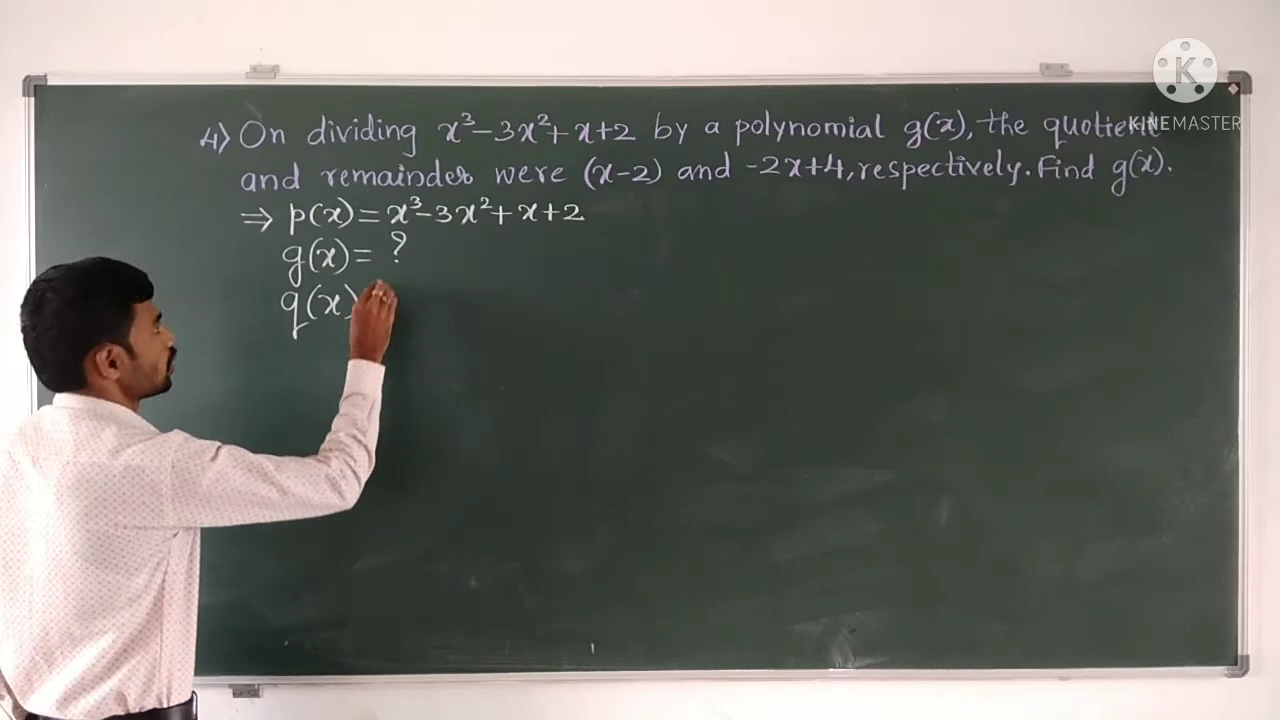 4) On dividing x³-3x²+x+2 by a polynomial g(x), the quotient
and remainder were (x-2) and -2x+4, respectively. Find g(x).
⇒ p(x) = x³-3x²+x+2
g(x) = ?
q(x)
K
KINEMASTER